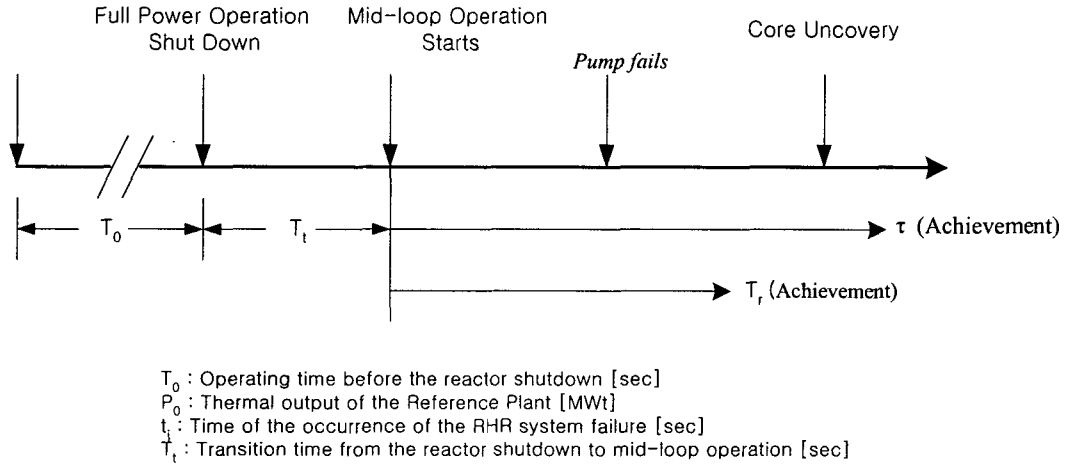 Full Power Operation
Shut Down
Mid-loop Operation
Starts
Pump fails
Core Uncovery
T₀
Tₜ
τ (Achievement)
Tᵣ (Achievement)
T₀ : Operating time before the reactor shutdown [sec]
P₀ : Thermal output of the Reference Plant [MWt]
tᵢ : Time of the occurrence of the RHR system failure [sec]
Tₜ : Transition time from the reactor shutdown to mid-loop operation [sec]